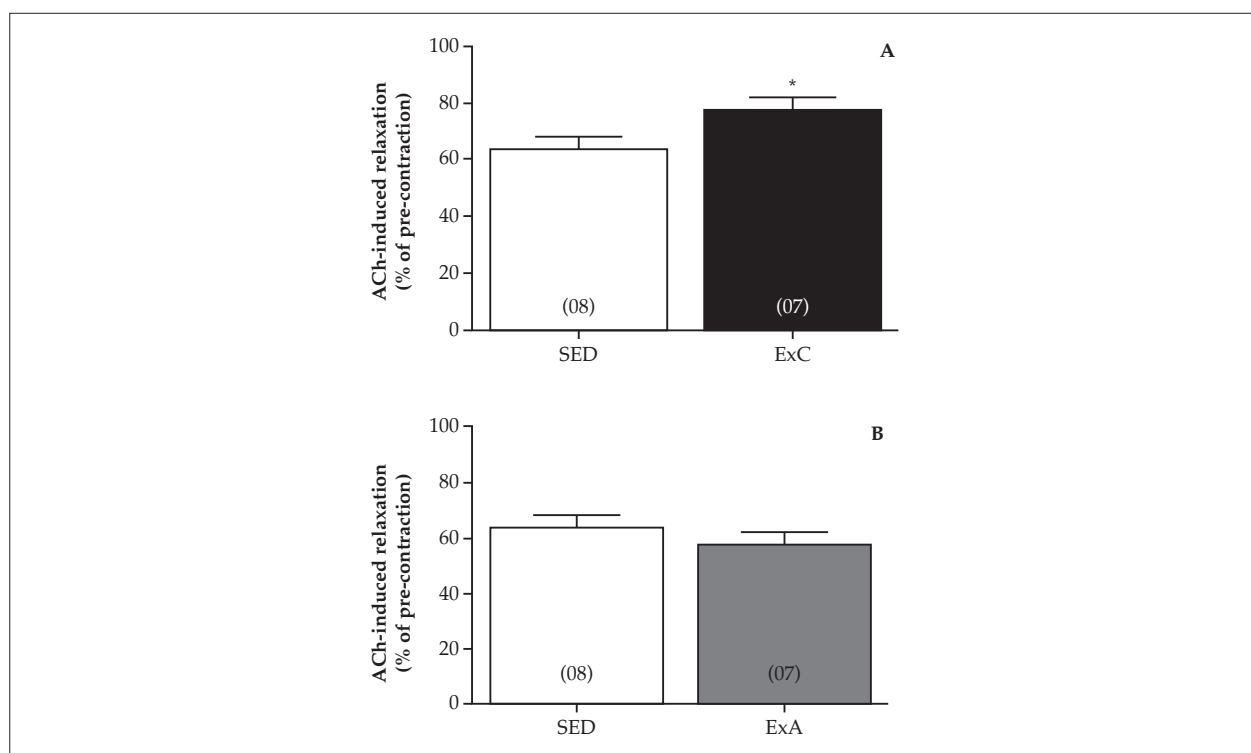 A
ACh-induced relaxation
(% of pre-contraction)
100
80
60
40
20
0
*
(08)
(07)
SED
ExC
B
ACh-induced relaxation
(% of pre-contraction)
100
80
60
40
20
0
(08)
(07)
SED
ExA